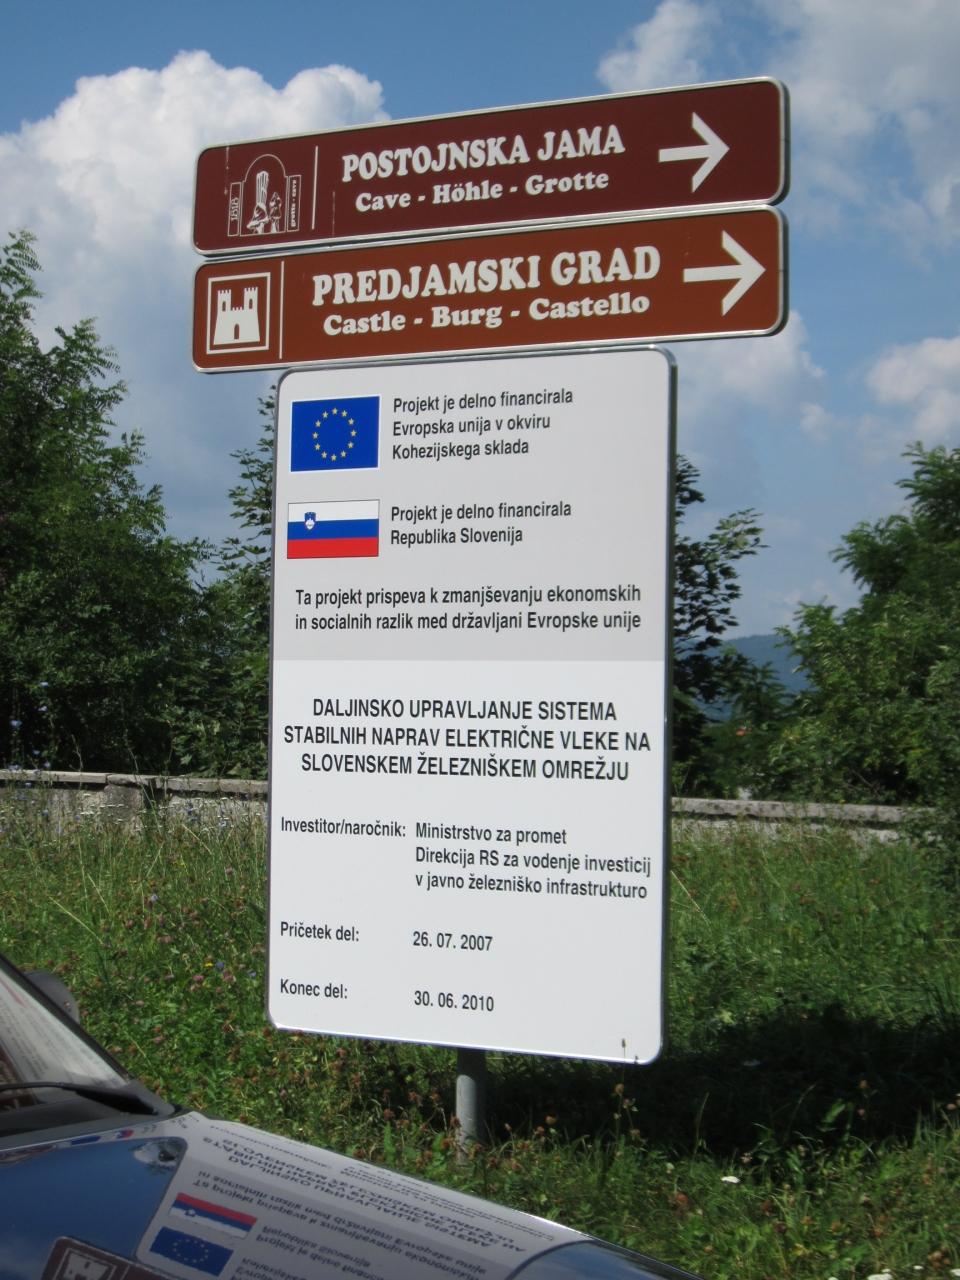 POSTOJNSKA JAMA
Cave - Höhle - Grotte
1818
PREDJAMSKI GRAD
Castle - Burg - Castello
Projekt je delno financirala
Evropska unija v okviru
Kohezijskega sklada
Projekt je delno financirala
Republika Slovenija
Ta projekt prispeva k zmanjševanju ekonomskih
in socialnih razlik med državljani Evropske unije
DALJINSKO UPRAVLJANJE SISTEMA
STABILNIH NAPRAV ELEKTRIČNE VLEKE NA
SLOVENSKEM ŽELEZNIŠKEM OMREŽJU
Investitor/naročnik: Ministrstvo za promet
Direkcija RS za vodenje investicij
v javno železniško infrastrukturo
Pričetek del: 26. 07. 2007
Konec del: 30. 06. 2010